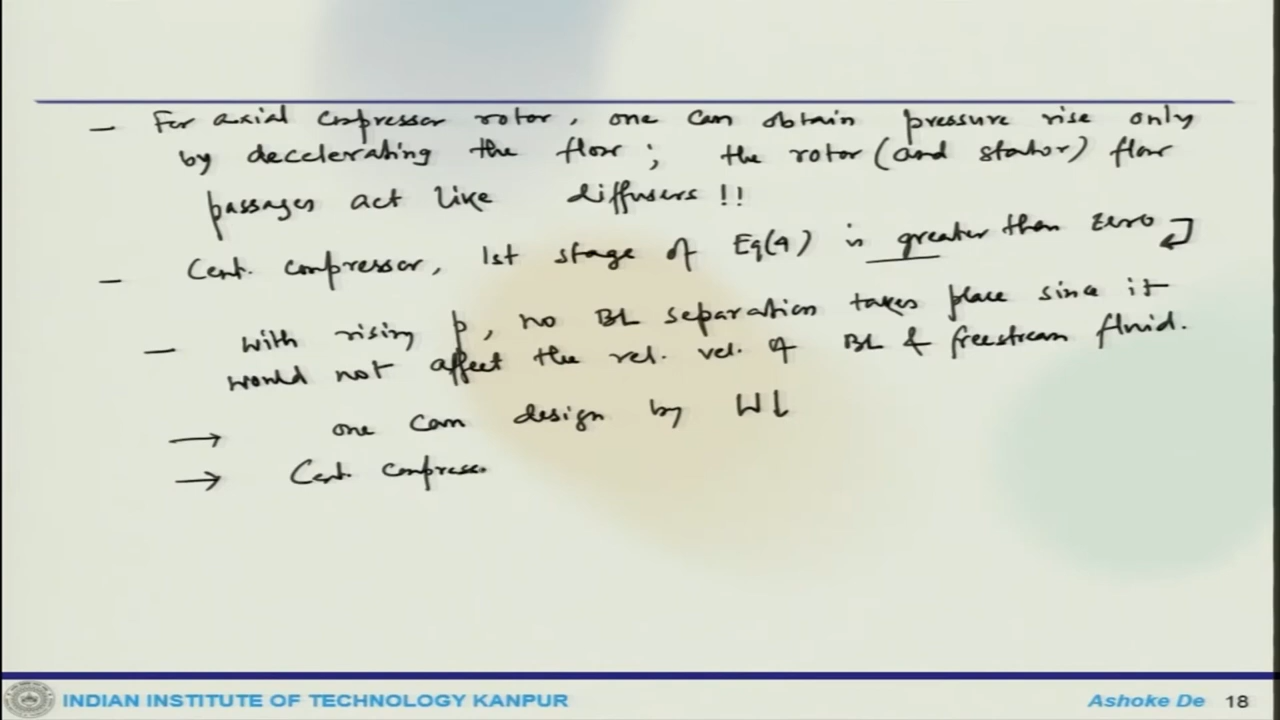 — For axial compressor rotor, one can obtain pressure rise only
by decelerating the flow; the rotor (and stator) flow
passages act like diffusers !!
— Cent. compressor, 1st stage of Eq(9) is greater than zero
— with rising p, no BL separation takes place since it
would not affect the rel. vel. of BL & freestream fluid.
→ one can design by W↓
→ Cent. compresso
INDIAN INSTITUTE OF TECHNOLOGY KANPUR
Ashoke De 18